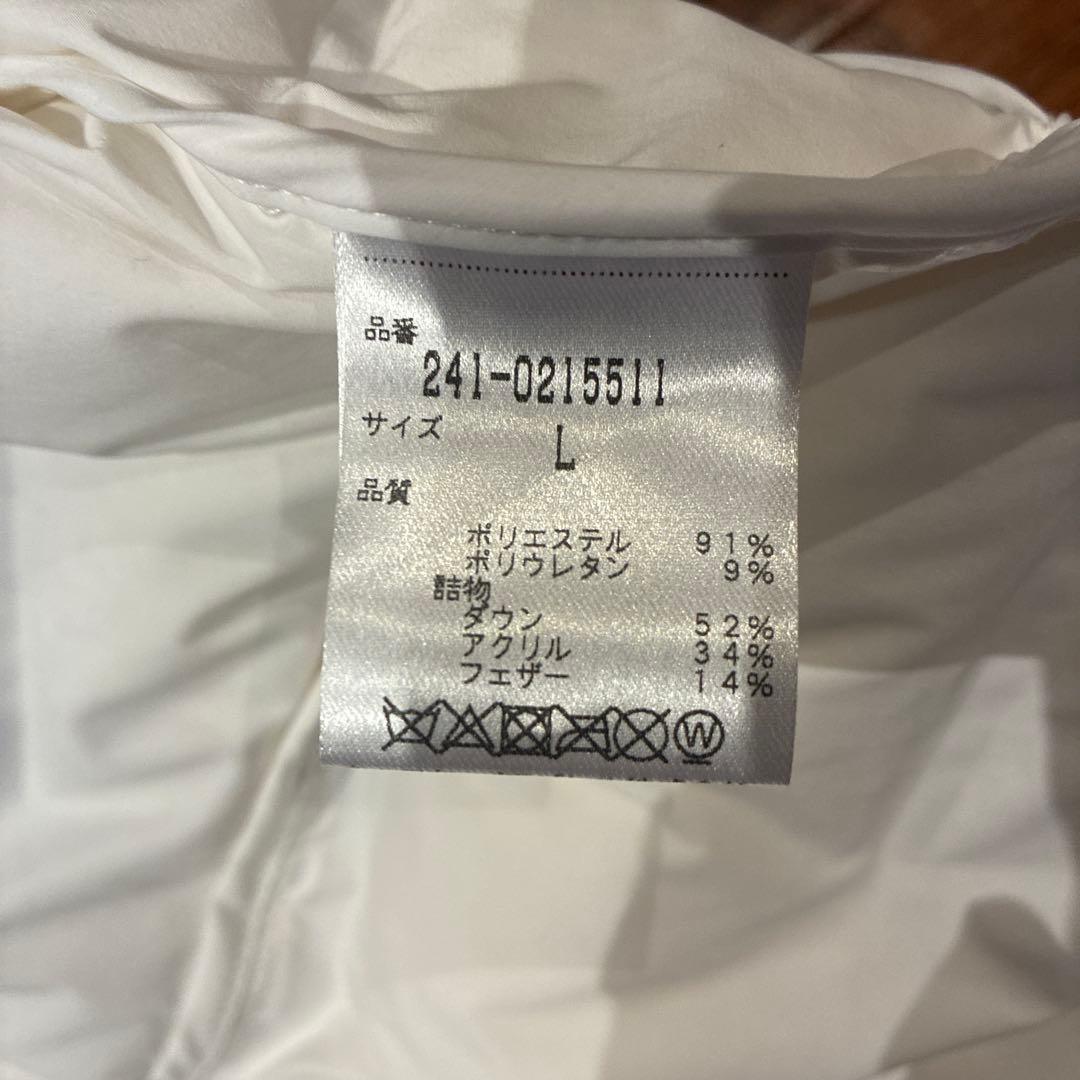 品番
241-0215511
サイズ
L
品質
ポリエステル 91%
ポリウレタン 9%
詰物
ダウン 52%
アクリル 34%
フェザー 14%
W